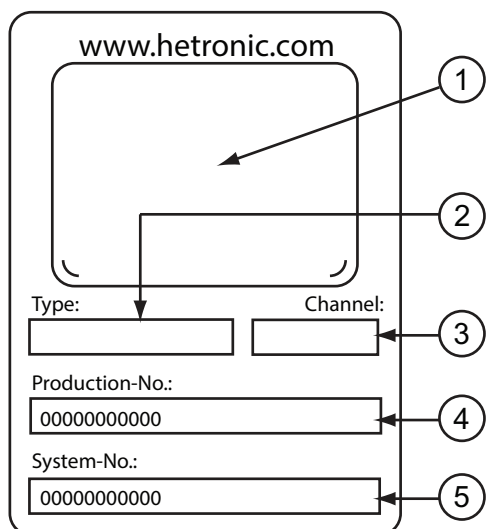 www.hetronic.com
1
2
Type: Channel:
3
Production-No.:
00000000000
4
System-No.:
00000000000
5